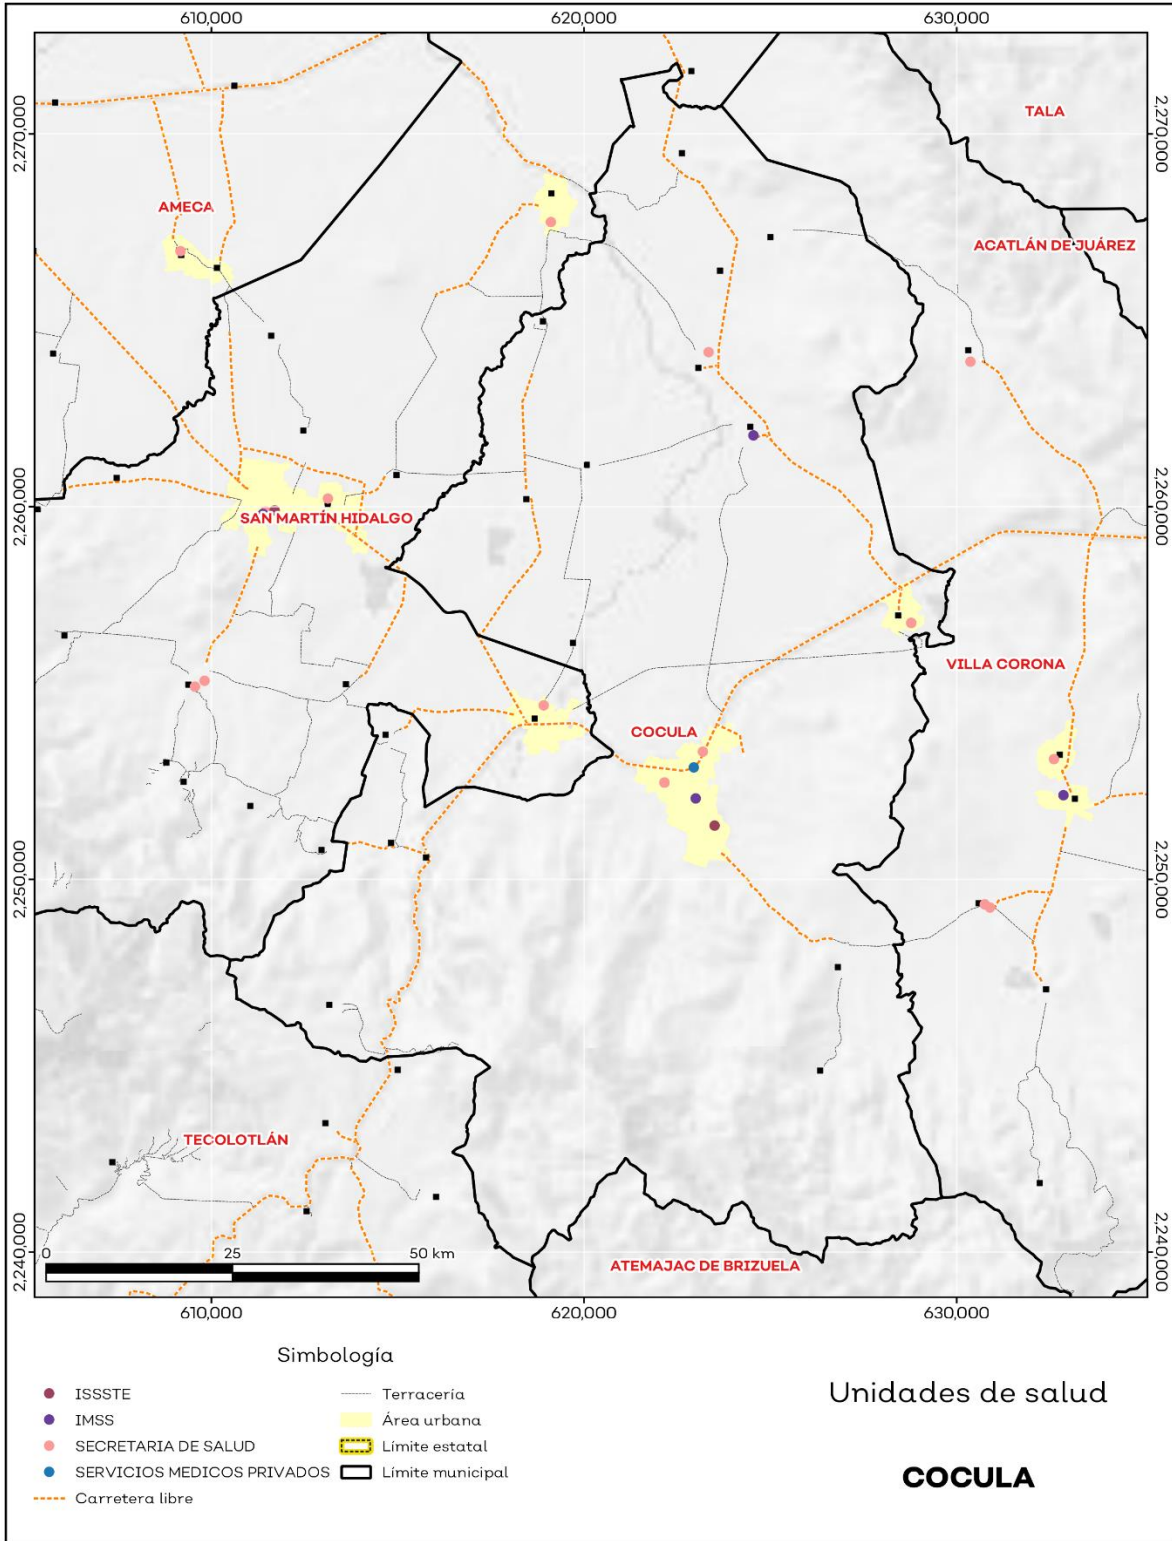 610,000 620,000 630,000
2,270,000 2,270,000
TALA
AMECA
ACATLÁN DE JUÁREZ
2,260,000 2,260,000
SAN MARTÍN HIDALGO
VILLA CORONA
COCULA
2,250,000 2,250,000
TECOLOTLÁN
2,240,000 2,240,000
0 25 50 km
ATEMAJAC DE BRIZUELA
610,000 620,000 630,000
Simbología
ISSSTE
IMSS
SECRETARIA DE SALUD
SERVICIOS MEDICOS PRIVADOS
Carretera libre
Terracería
Área urbana
Límite estatal
Límite municipal
Unidades de salud
COCULA